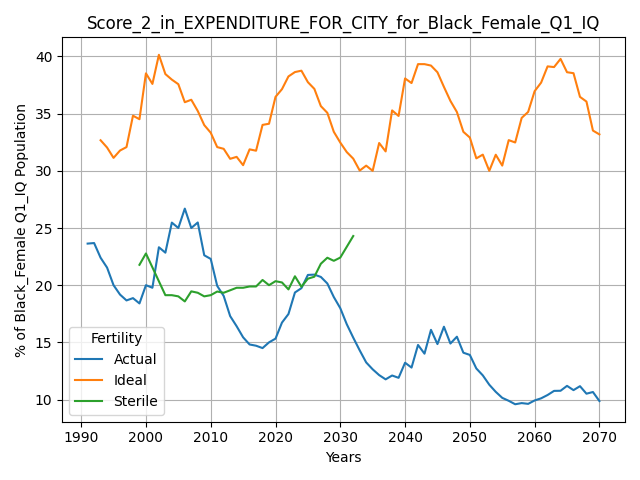 Score_2_in_EXPENDITURE_FOR_CITY_for_Black_Female_Q1_IQ
% of Black_Female Q1_IQ Population
40
35
30
25
20
15
10
Fertility
Actual
Ideal
Sterile
1990 2000 2010 2020 2030 2040 2050 2060 2070
Years